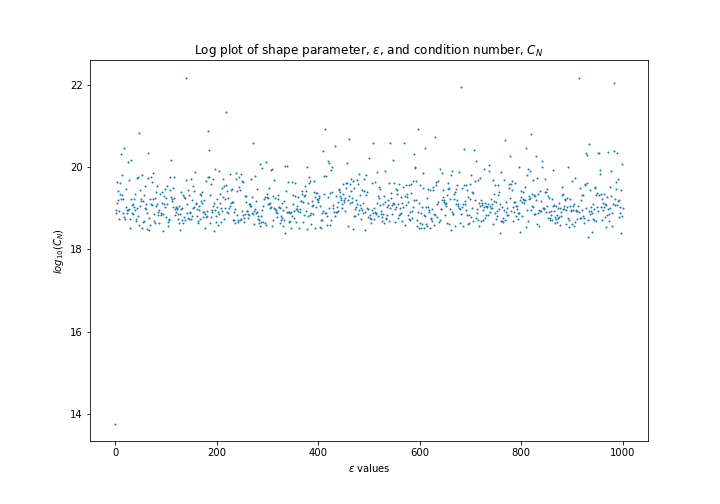 Log plot of shape parameter, ε, and condition number, C_N
22
20
18
16
14
log₁₀(C_N)
0 200 400 600 800 1000
ε values